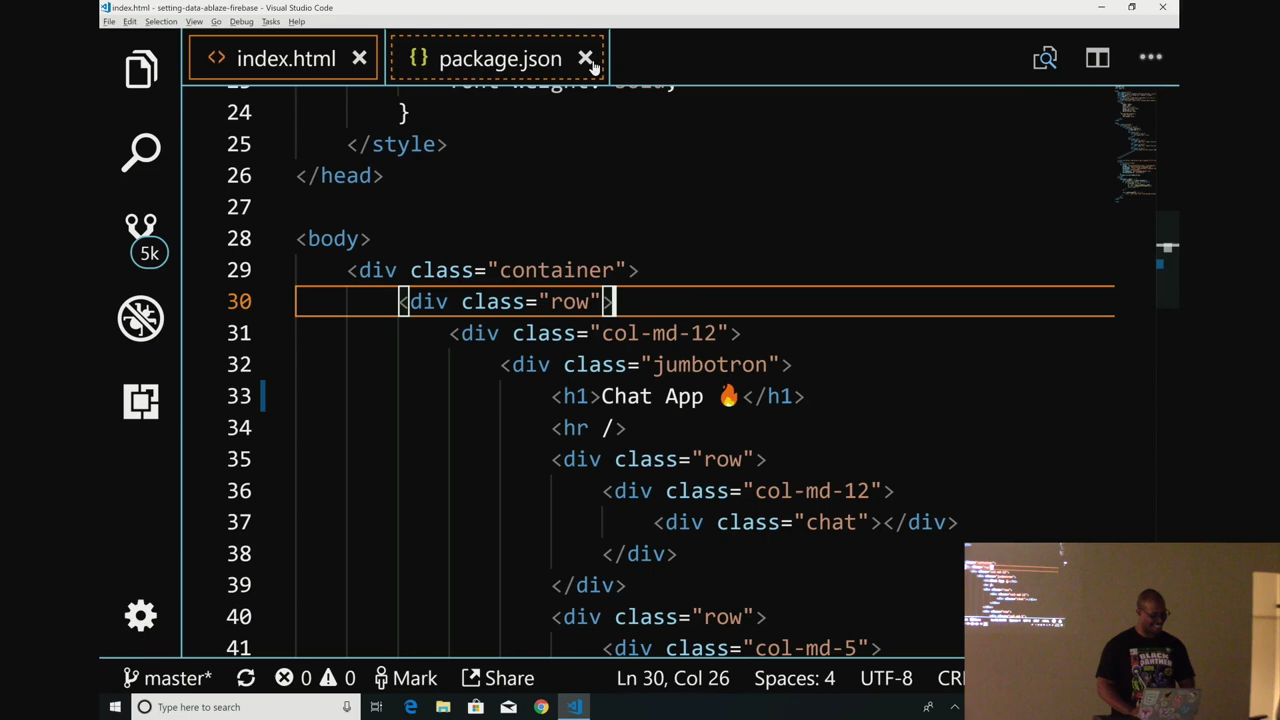 index.html - setting-data-ablaze-firebase - Visual Studio Code
File Edit Selection View Go Debug Tasks Help
<> index.html × {} package.json ×
24 }
25 </style>
26 </head>
27
28 <body>
29 <div class="container">
30 <div class="row">
31 <div class="col-md-12">
32 <div class="jumbotron">
33 <h1>Chat App 🔥</h1>
34 <hr />
35 <div class="row">
36 <div class="col-md-12">
37 <div class="chat"></div>
38 </div>
39 </div>
40 <div class="row">
41 <div class="col-md-5">
5k
master* 0 0 Mark Share Ln 30, Col 26 Spaces: 4 UTF-8
Type here to search
BLACK
PANTHER